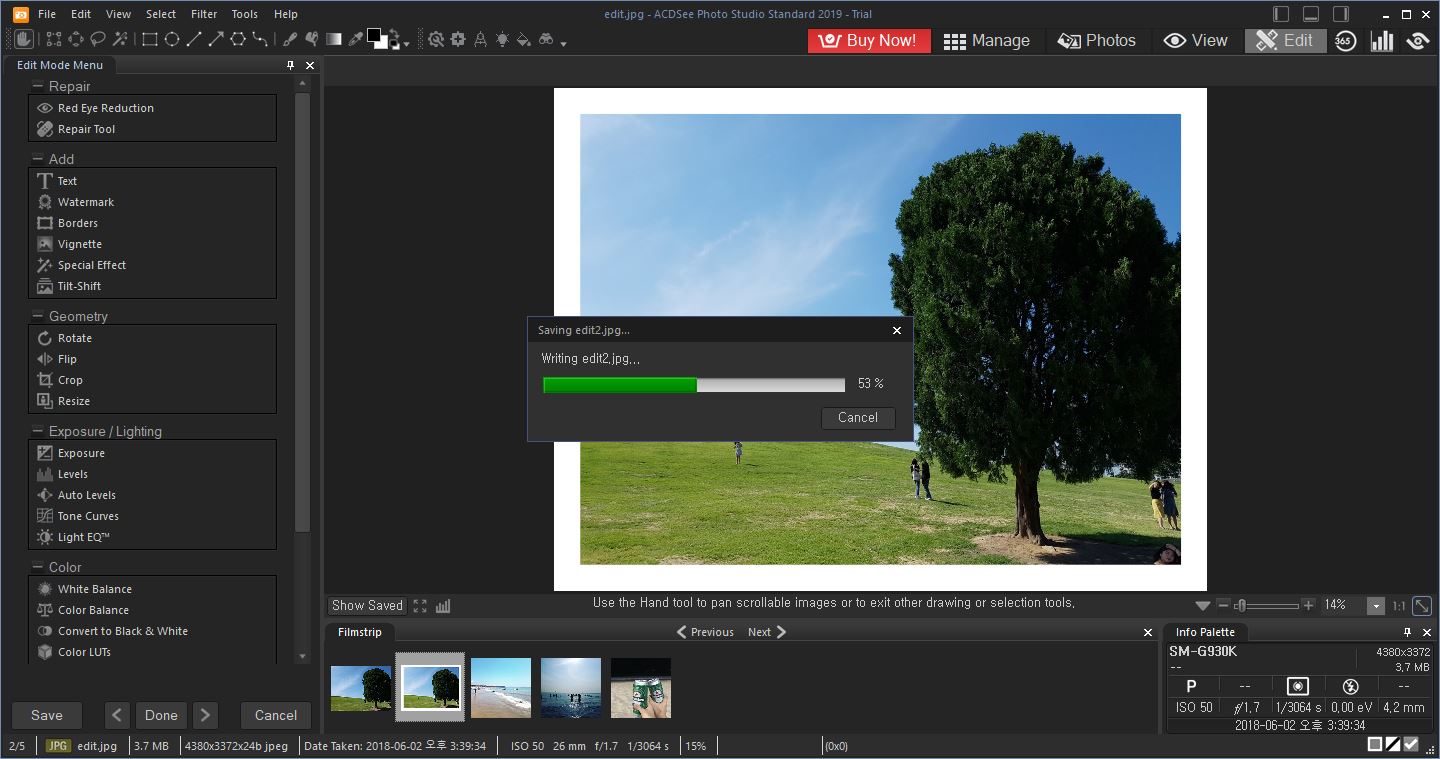 File Edit View Select Filter Tools Help
edit.jpg - ACDSee Photo Studio Standard 2019 - Trial
Buy Now! Manage Photos View Edit 365
Edit Mode Menu
Repair
Red Eye Reduction
Repair Tool
Add
Text
Watermark
Borders
Vignette
Special Effect
Tilt-Shift
Geometry
Rotate
Flip
Crop
Resize
Exposure / Lighting
Exposure
Levels
Auto Levels
Tone Curves
Light EQ™
Color
White Balance
Color Balance
Convert to Black & White
Color LUTs
Save Done Cancel
Saving edit2.jpg...
Writing edit2.jpg...
53 %
Cancel
Show Saved
Use the Hand tool to pan scrollable images or to exit other drawing or selection tools.
14% 1:1
Filmstrip
Previous Next
Info Palette
SM-G930K 4380x3372
-- 3.7 MB
P -- --
ISO 50 f/1.7 1/3064 s 0.00 eV 4.2 mm
2018-06-02 오후 3:39:34
2/5 JPG edit.jpg 3.7 MB 4380x3372x24b jpeg Date Taken: 2018-06-02 오후 3:39:34 ISO 50 26 mm f/1.7 1/3064 s 15% (0x0)